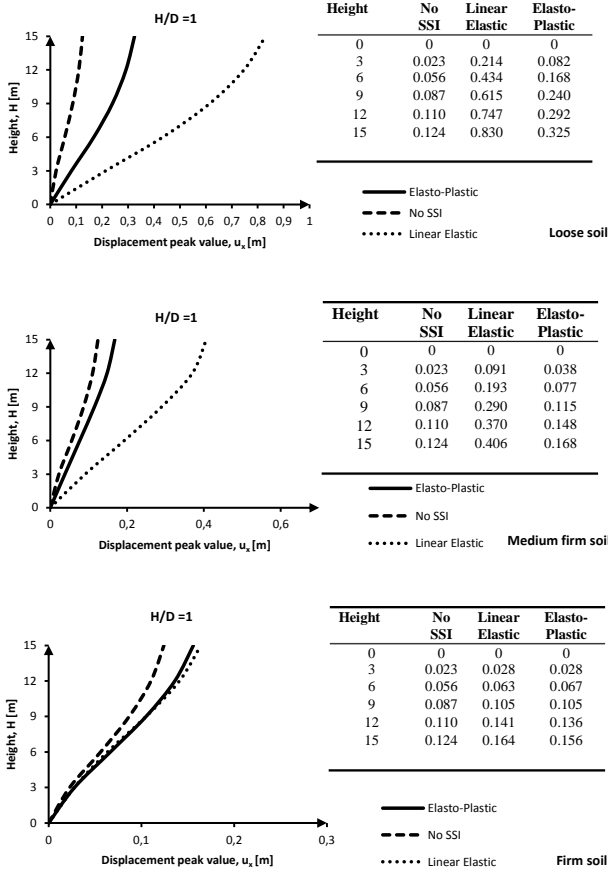 H/D =1
15
12
9
6
3
0
0 0,1 0,2 0,3 0,4 0,5 0,6 0,7 0,8 0,9 1
Height, H [m]
Displacement peak value, uₓ [m]
Height No SSI Linear Elastic Elasto-Plastic
0 0 0 0
3 0.023 0.214 0.082
6 0.056 0.434 0.168
9 0.087 0.615 0.240
12 0.110 0.747 0.292
15 0.124 0.830 0.325
Elasto-Plastic
No SSI
Linear Elastic
Loose soil
H/D =1
15
12
9
6
3
0
0 0,2 0,4 0,6
Height, H [m]
Displacement peak value, uₓ [m]
Height No SSI Linear Elastic Elasto-Plastic
0 0 0 0
3 0.023 0.091 0.038
6 0.056 0.193 0.077
9 0.087 0.290 0.115
12 0.110 0.370 0.148
15 0.124 0.406 0.168
Elasto-Plastic
No SSI
Linear Elastic
Medium firm soil
H/D =1
15
12
9
6
3
0
0 0,1 0,2 0,3
Height, H [m]
Displacement peak value, uₓ [m]
Height No SSI Linear Elastic Elasto-Plastic
0 0 0 0
3 0.023 0.028 0.028
6 0.056 0.063 0.067
9 0.087 0.105 0.105
12 0.110 0.141 0.136
15 0.124 0.164 0.156
Elasto-Plastic
No SSI
Linear Elastic
Firm soil